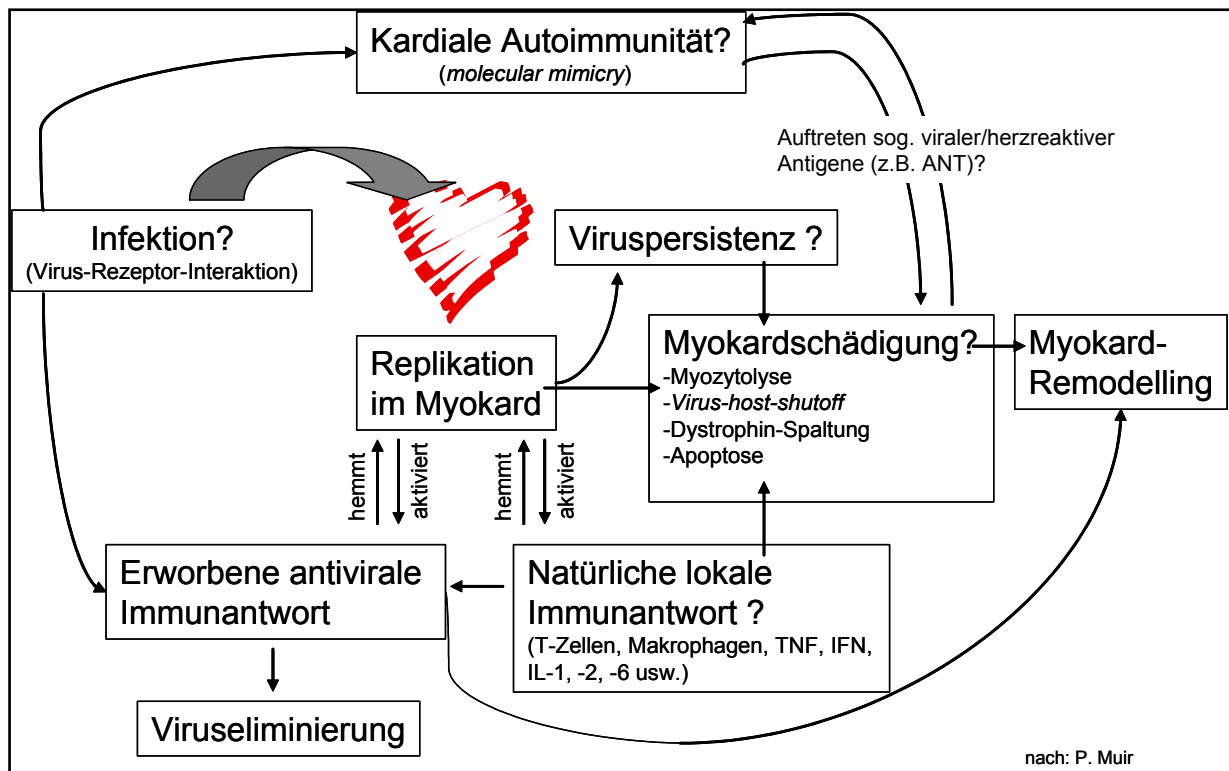 Kardiale Autoimmunität?
(molecular mimicry)
Auftreten sog. viraler/herzreaktiver
Antigene (z.B. ANT)?
Infektion?
(Virus-Rezeptor-Interaktion)
Viruspersistenz ?
Replikation
im Myokard
Myokardschädigung?
-Myozytolyse
-Virus-host-shutoff
-Dystrophin-Spaltung
-Apoptose
Myokard-
Remodelling
hemmt
aktiviert
hemmt
aktiviert
Erworbene antivirale
Immunantwort
Natürliche lokale
Immunantwort ?
(T-Zellen, Makrophagen, TNF, IFN,
IL-1, -2, -6 usw.)
Viruseliminierung
nach: P. Muir